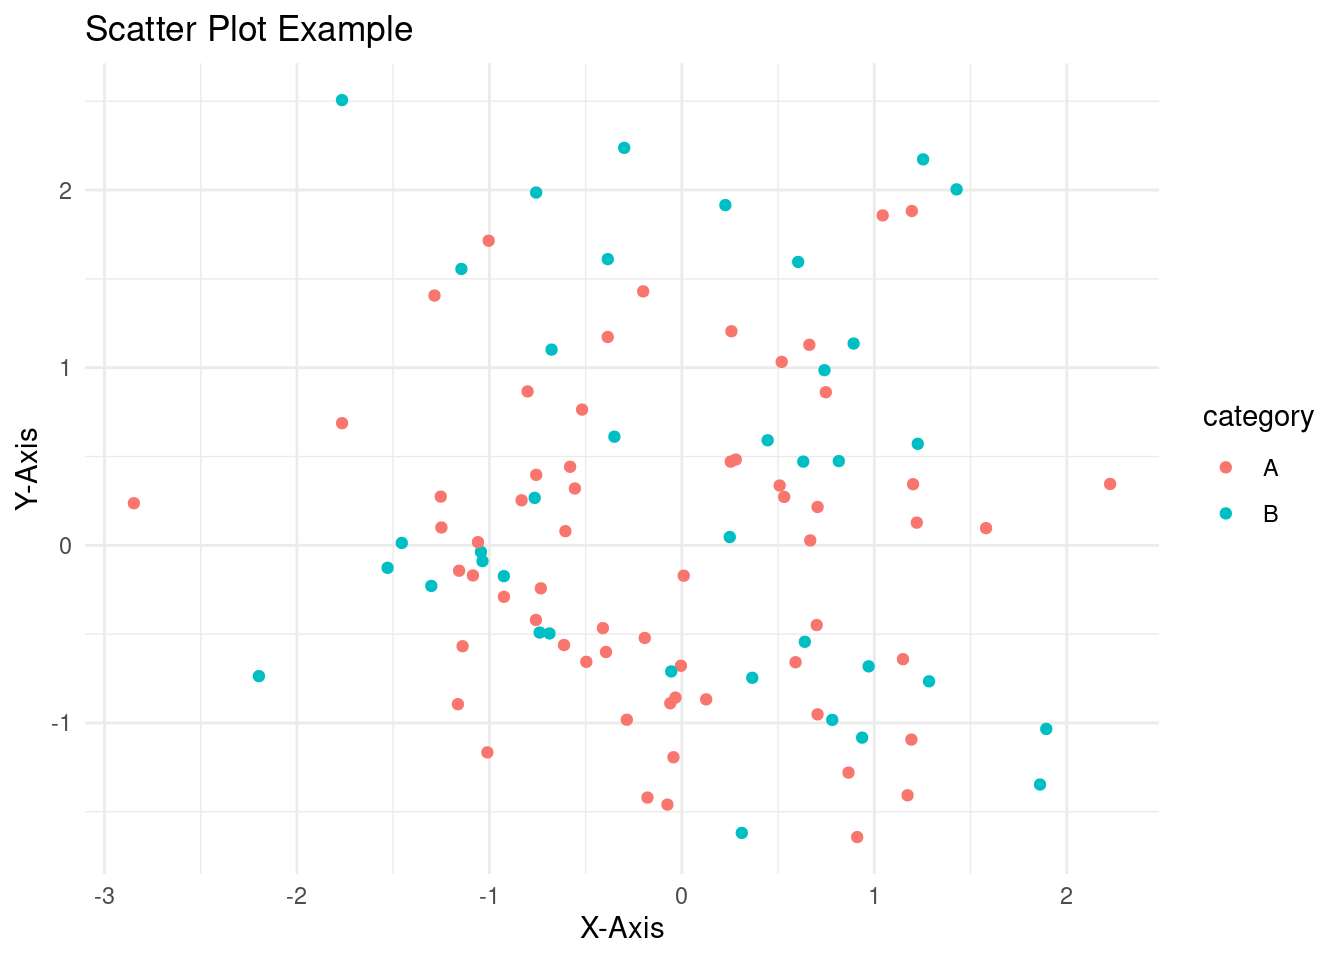 Scatter Plot Example
2
1
0
-1
Y-Axis
-3 -2 -1 0 1 2
X-Axis
category
A
B